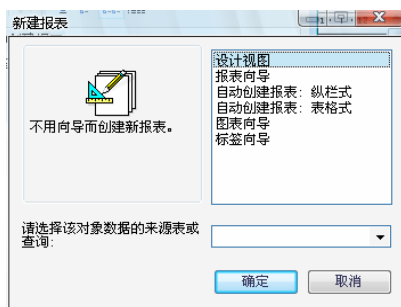 新建报表
不用向导而创建新报表。
设计视图
报表向导
自动创建报表: 纵栏式
自动创建报表: 表格式
图表向导
标签向导
请选择该对象数据的来源表或
查询:
确定
取消